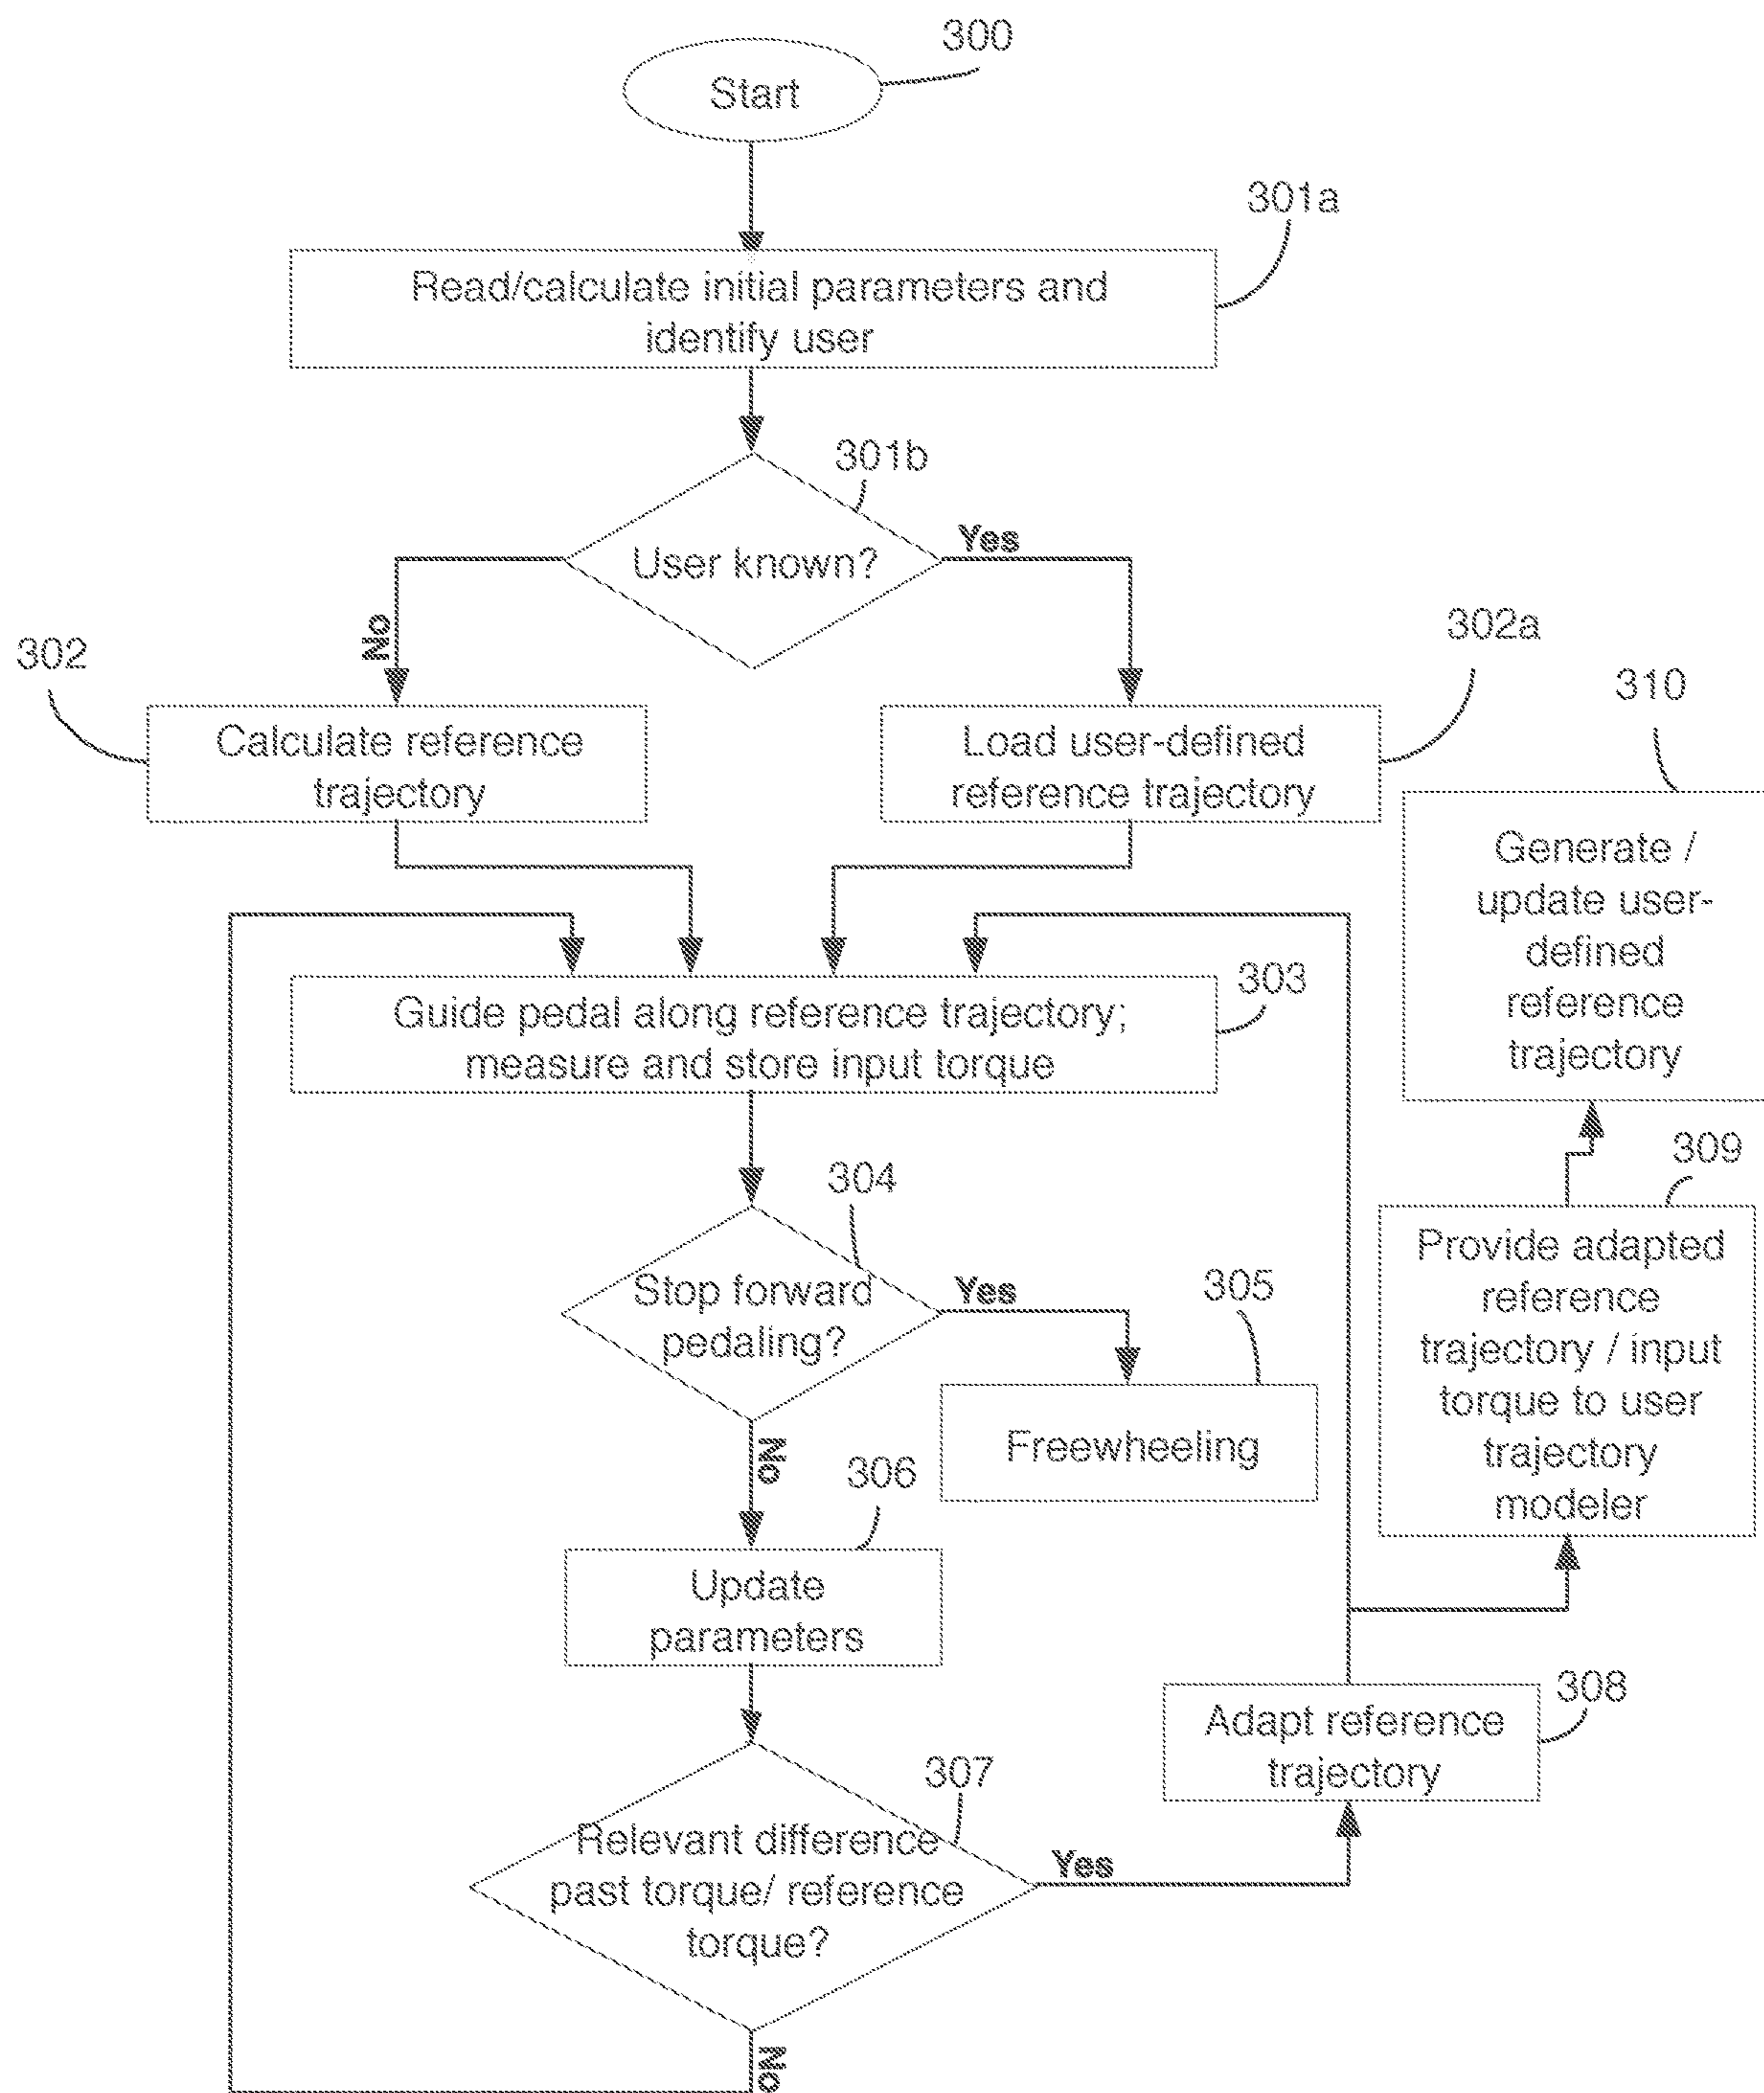 300
Start
301a
Read/calculate initial parameters and
identify user
301b
User known?
Yes
No
302
302a
310
Calculate reference
trajectory
Load user-defined
reference trajectory
Generate /
update user-
defined
reference
trajectory
303
Guide pedal along reference trajectory;
measure and store input torque
304
Stop forward
pedaling?
Yes
305
Freewheeling
309
Provide adapted
reference
trajectory / input
torque to user
trajectory
modeler
No
306
Update
parameters
308
Adapt reference
trajectory
307
Relevant difference
past torque/ reference
torque?
Yes
No